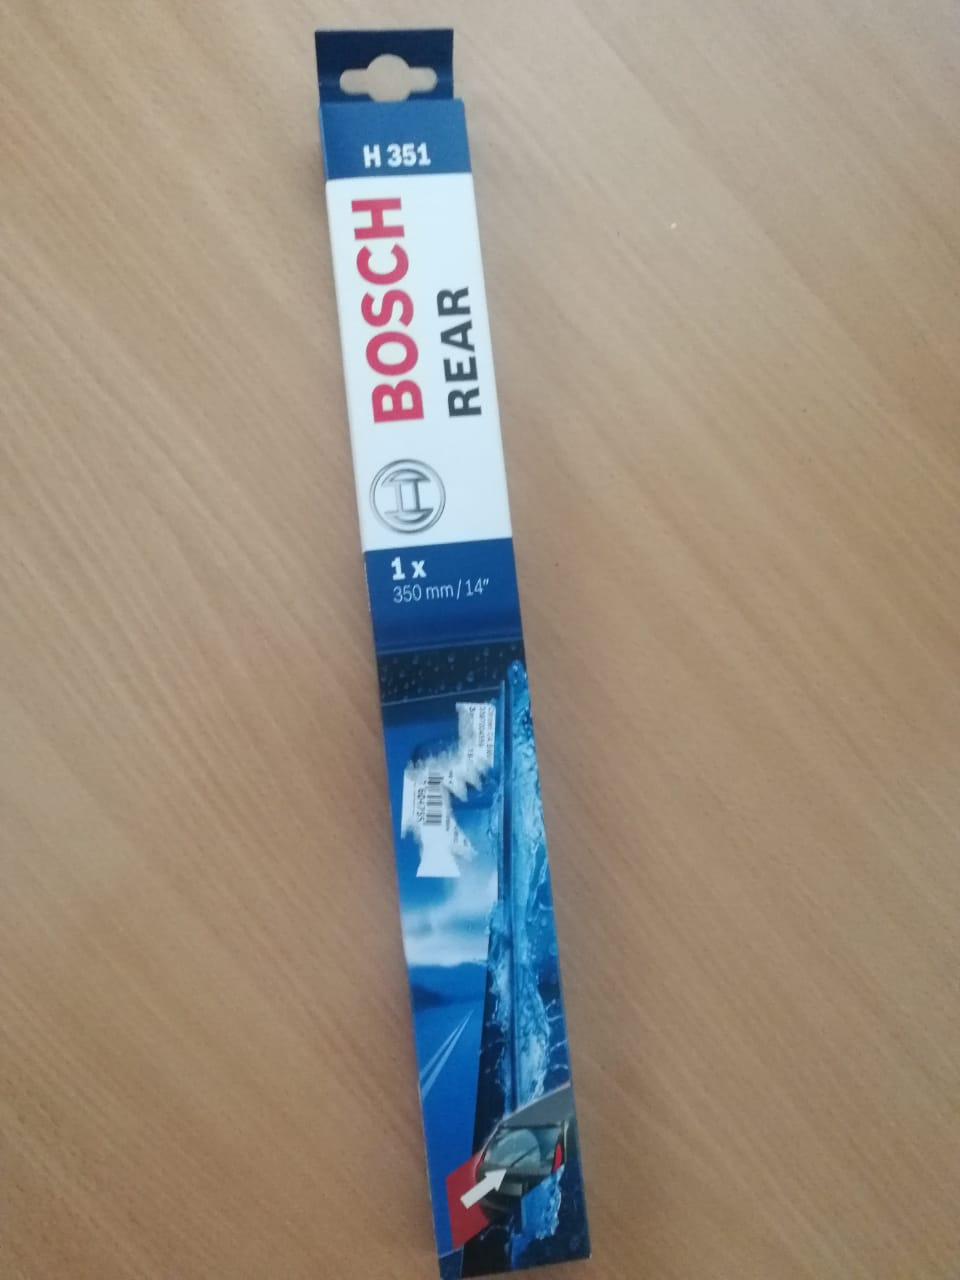 H 351
BOSCH
REAR
1 x
350 mm/14"